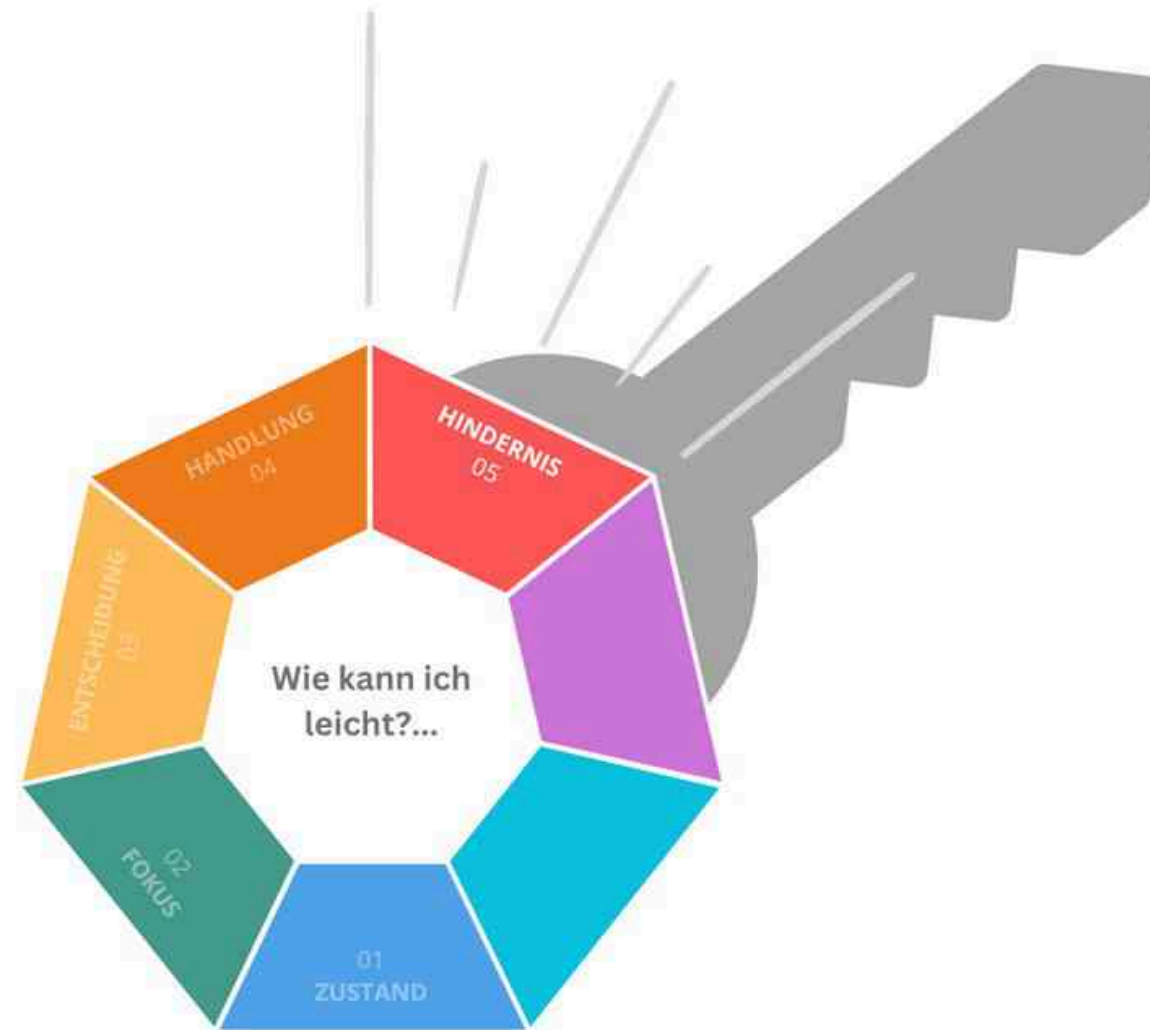 HANDLUNG
04
HINDERNIS
05
ENTSCHEIDUNG
03
Wie kann ich
leicht?...
02
FOKUS
01
ZUSTAND